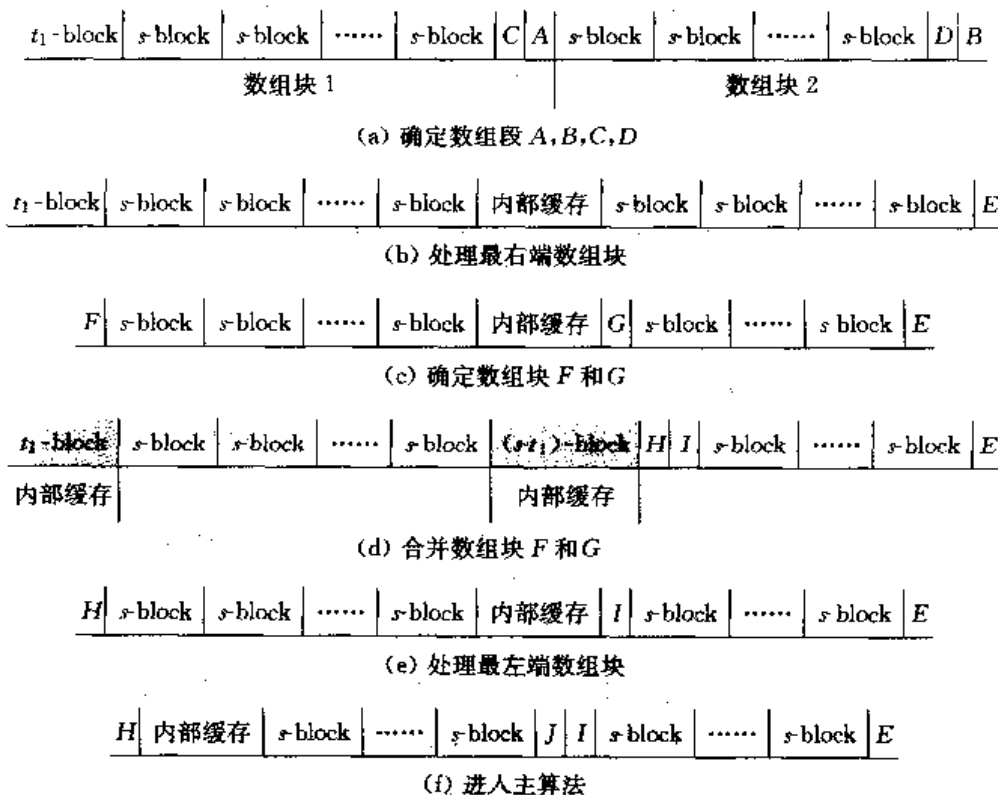 t₁-block s-block s-block …… s-block C A s-block s-block …… s-block D B
数组块 1 数组块 2
(a) 确定数组段 A,B,C,D
t₁-block s-block s-block …… s-block 内部缓存 s-block s-block …… s-block E
(b) 处理最右端数组块
F s-block s-block …… s-block 内部缓存 G s-block …… s-block E
(c) 确定数组块 F 和 G
t₁-block s-block s-block …… s-block (s-t₁)-block H I s-block …… s-block E
内部缓存 内部缓存
(d) 合并数组块 F 和 G
H s-block s-block …… s-block 内部缓存 I s-block …… s-block E
(e) 处理最左端数组块
H 内部缓存 s-block …… s-block J I s-block …… s-block E
(f) 进入主算法